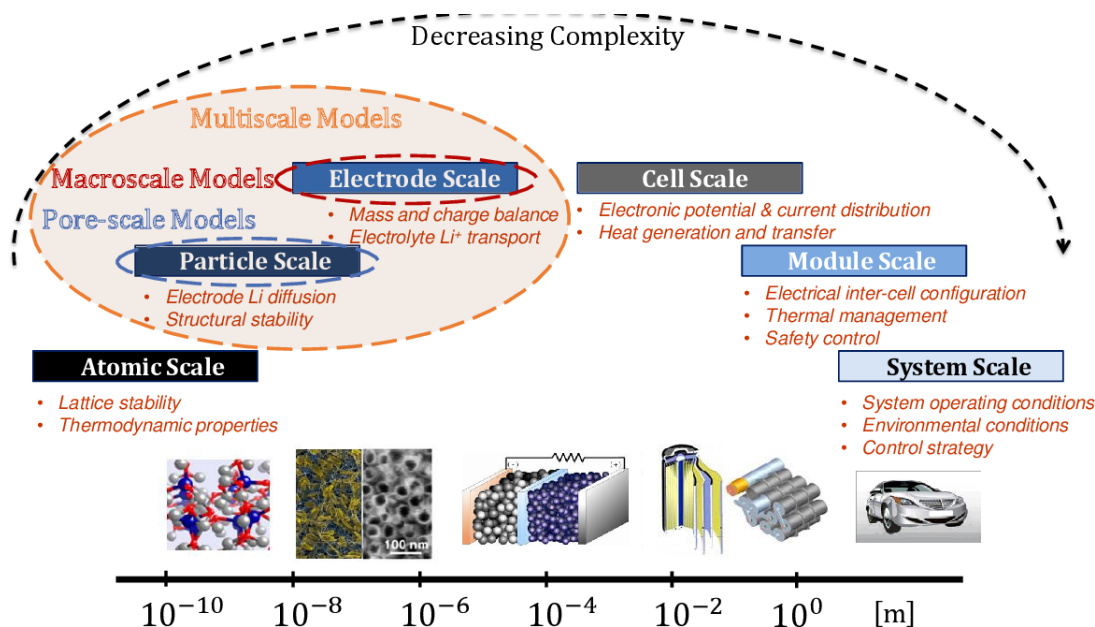 Decreasing Complexity
Multiscale Models
Macroscale Models
Electrode Scale
Cell Scale
Pore-scale Models
• Mass and charge balance
• Electrolyte Li⁺ transport
• Electronic potential & current distribution
• Heat generation and transfer
Particle Scale
Module Scale
• Electrode Li diffusion
• Structural stability
• Electrical inter-cell configuration
• Thermal management
• Safety control
Atomic Scale
System Scale
• Lattice stability
• Thermodynamic properties
• System operating conditions
• Environmental conditions
• Control strategy
(-) (+)
100 nm
10⁻¹⁰ 10⁻⁸ 10⁻⁶ 10⁻⁴ 10⁻² 10⁰ [m]